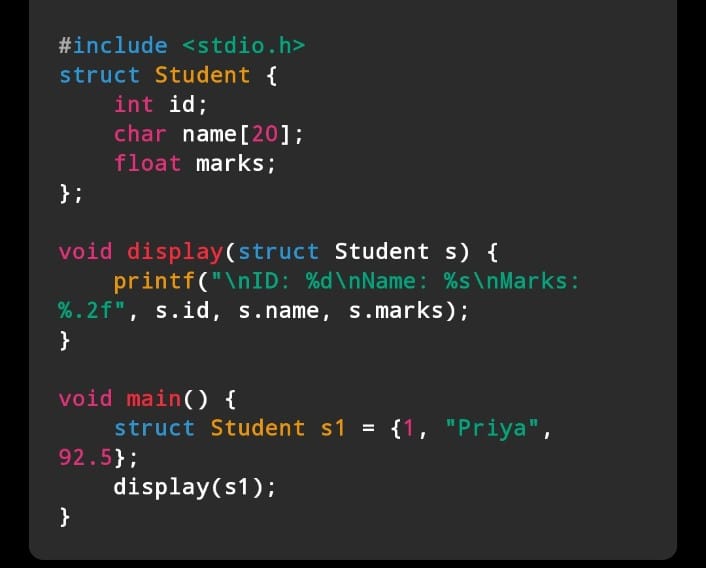 #include <stdio.h>
struct Student {
    int id;
    char name[20];
    float marks;
};

void display(struct Student s) {
    printf("\nID: %d\nName: %s\nMarks:
%.2f", s.id, s.name, s.marks);
}

void main() {
    struct Student s1 = {1, "Priya",
92.5};
    display(s1);
}